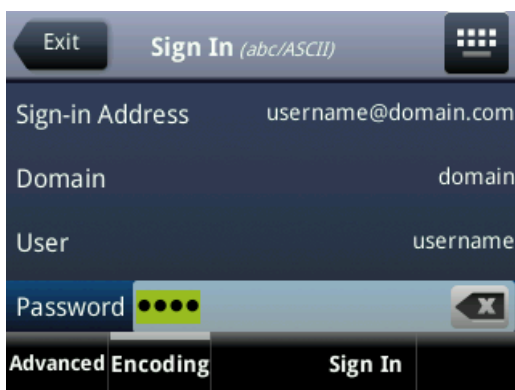 Exit Sign In (abc/ASCII)
Sign-in Address username@domain.com
Domain domain
User username
Password ●●●●
Advanced Encoding Sign In